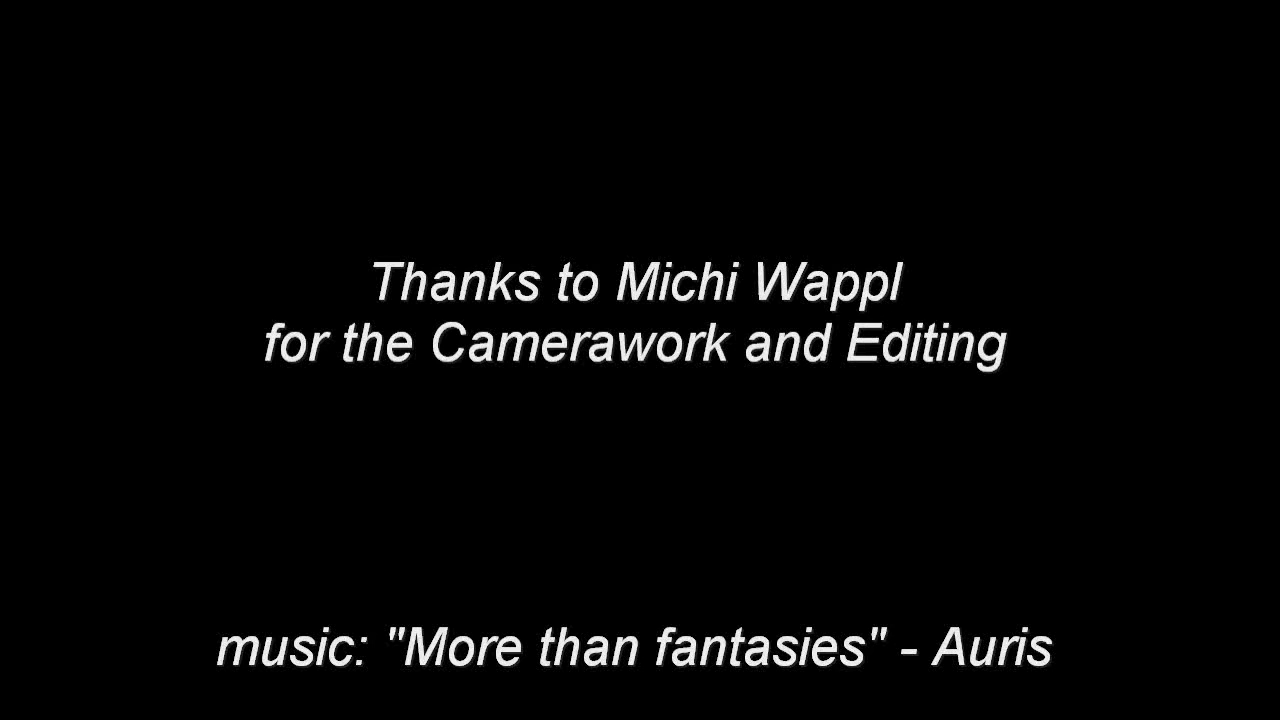 Thanks to Michi Wappl
for the Camerawork and Editing
music: "More than fantasies" - Auris